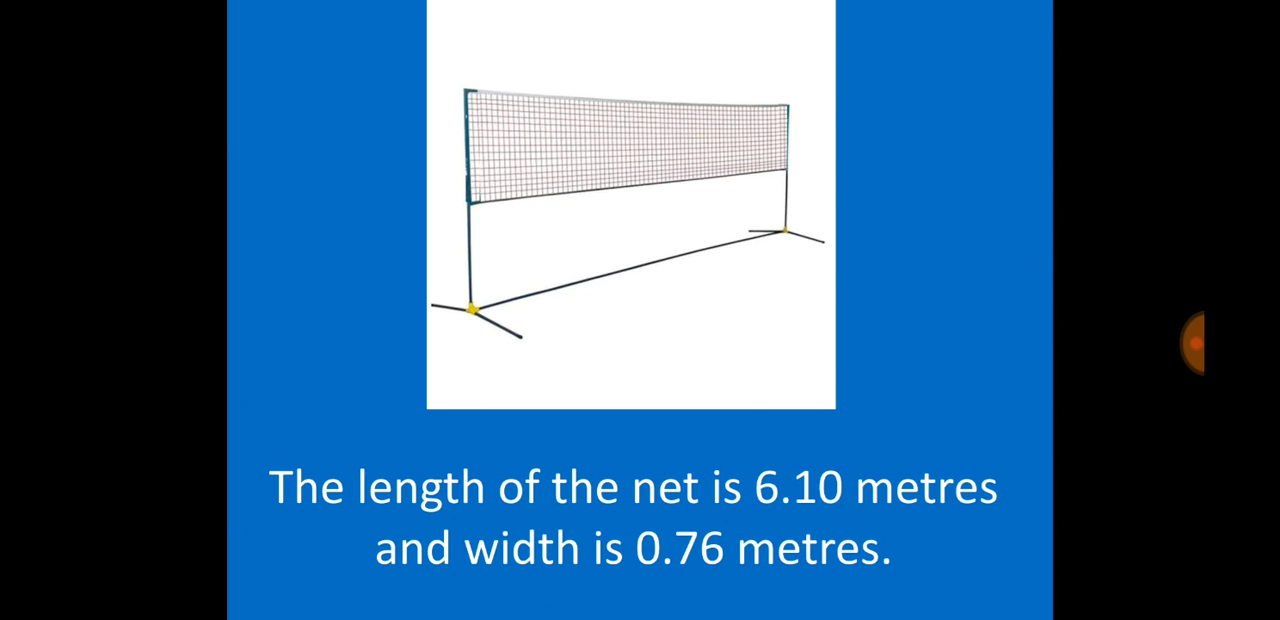 The length of the net is 6.10 metres
and width is 0.76 metres.